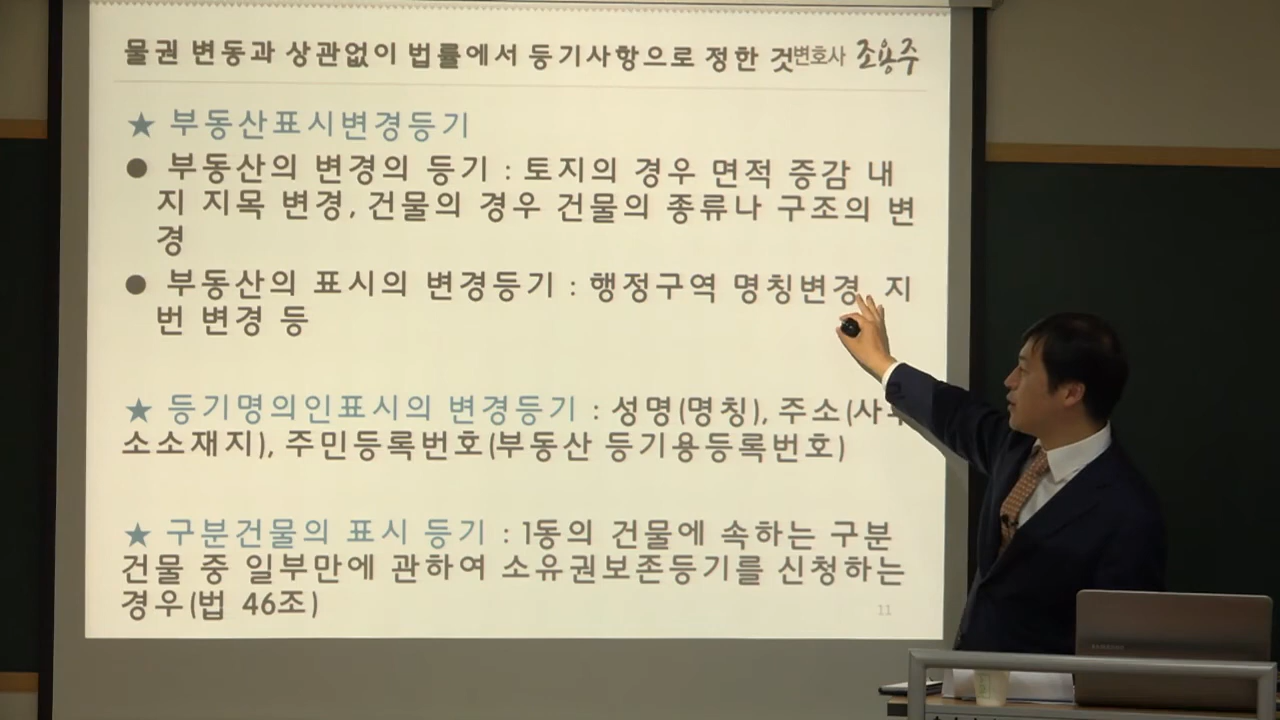 물권 변동과 상관없이 법률에서 등기사항으로 정한 것변호사 조용주
★ 부동산표시변경등기
● 부동산의 변경의 등기 : 토지의 경우 면적 증감 내
지 지목 변경, 건물의 경우 건물의 종류나 구조의 변
경
● 부동산의 표시의 변경등기 : 행정구역 명칭변경, 지
번 변경 등
★ 등기명의인표시의 변경등기 : 성명(명칭), 주소(사무
소소재지), 주민등록번호(부동산 등기용등록번호)
★ 구분건물의 표시 등기 : 1동의 건물에 속하는 구분
건물 중 일부만에 관하여 소유권보존등기를 신청하는
경우(법 46조)
11
SAMSUNG